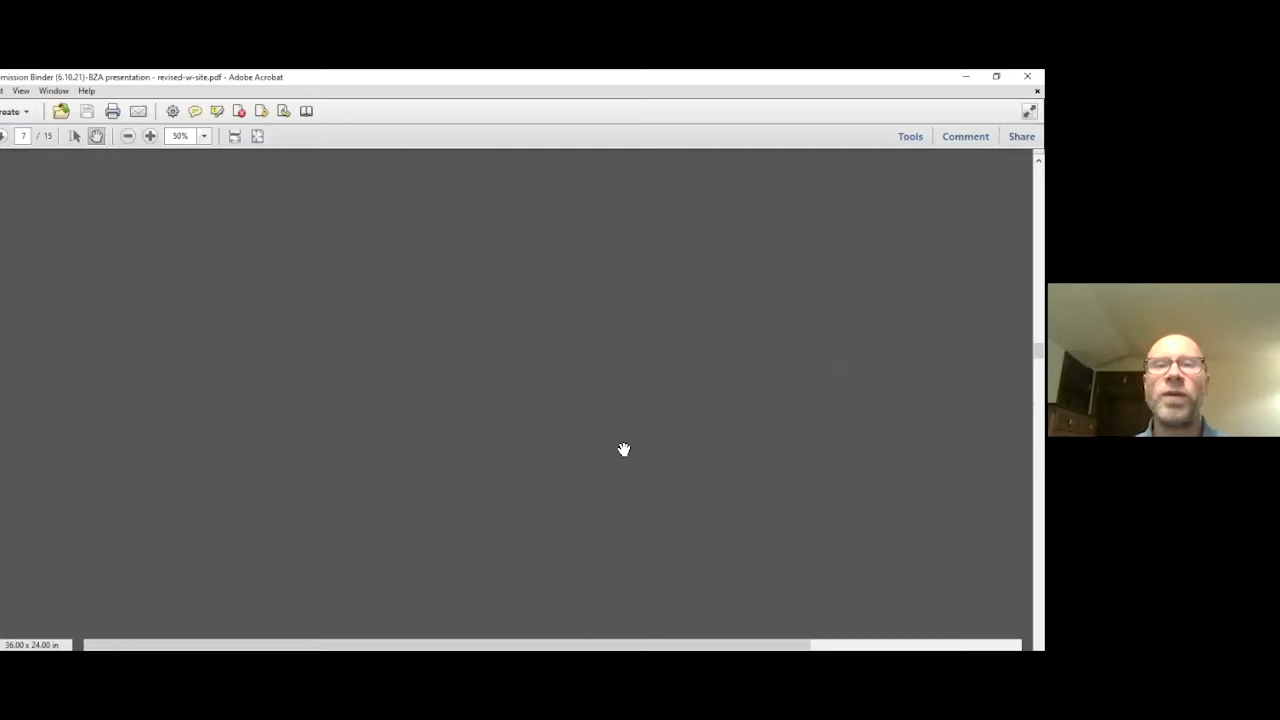 mission Binder (6.10.21)-BZA presentation - revised-w-site.pdf - Adobe Acrobat
t View Window Help
reate
7 / 15 50% Tools Comment Share
36.00 x 24.00 in